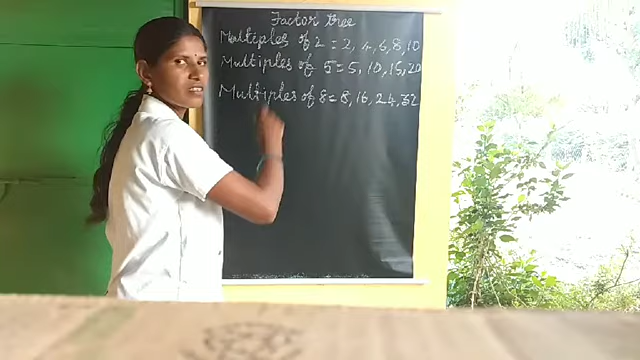 Factor tree
Multiples of 2 = 2, 4, 6, 8, 10
Multiples of 5 = 5, 10, 15, 20
Multiples of 8 = 8, 16, 24, 32